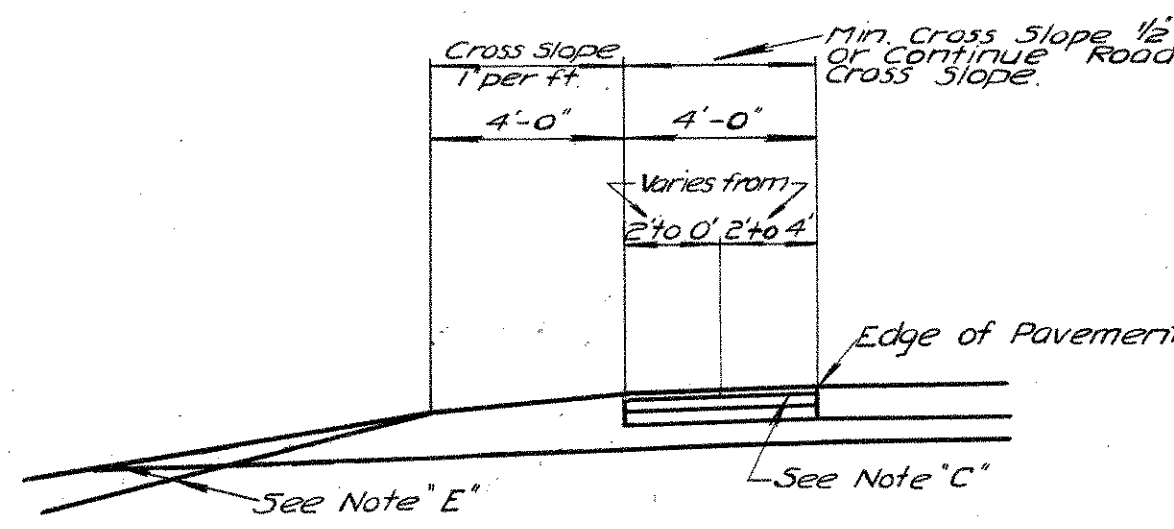 Cross Slope
1" per ft.
Min. Cross Slope 1/2"
or Continue Road
Cross Slope.
4'-0"
4'-0"
Varies from
2' to 0'
2' to 4'
Edge of Pavement
See Note "C"
See Note "E"